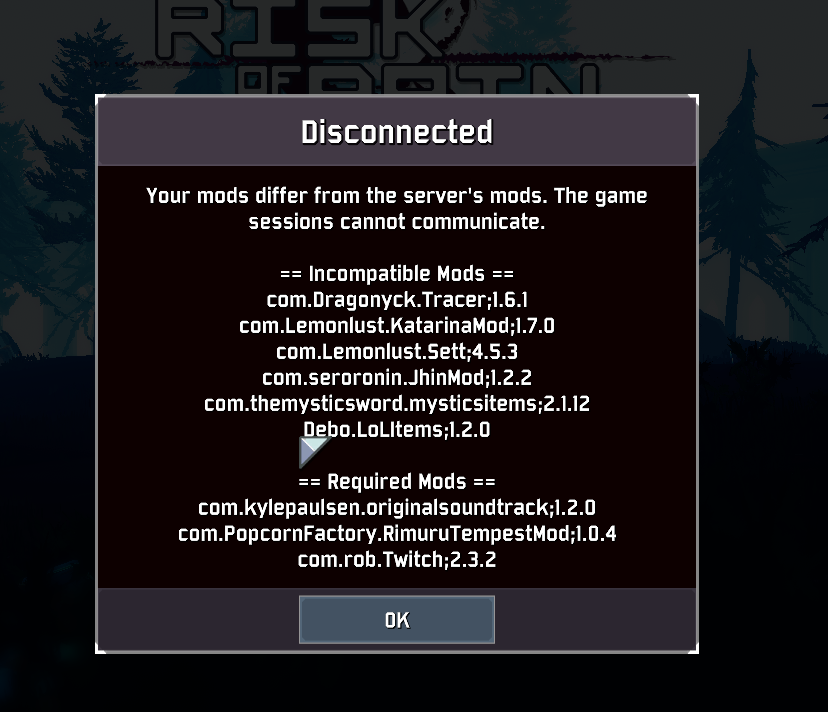 RISK
OF RAIN
Disconnected
Your mods differ from the server's mods. The game
sessions cannot communicate.
== Incompatible Mods ==
com.Dragonyck.Tracer;1.6.1
com.Lemonlust.KatarinaMod;1.7.0
com.Lemonlust.Sett;4.5.3
com.seroronin.JhinMod;1.2.2
com.themysticsword.mysticsitems;2.1.12
Debo.LoLItems;1.2.0
== Required Mods ==
com.kylepaulsen.originalsoundtrack;1.2.0
com.PopcornFactory.RimuruTempestMod;1.0.4
com.rob.Twitch;2.3.2
OK